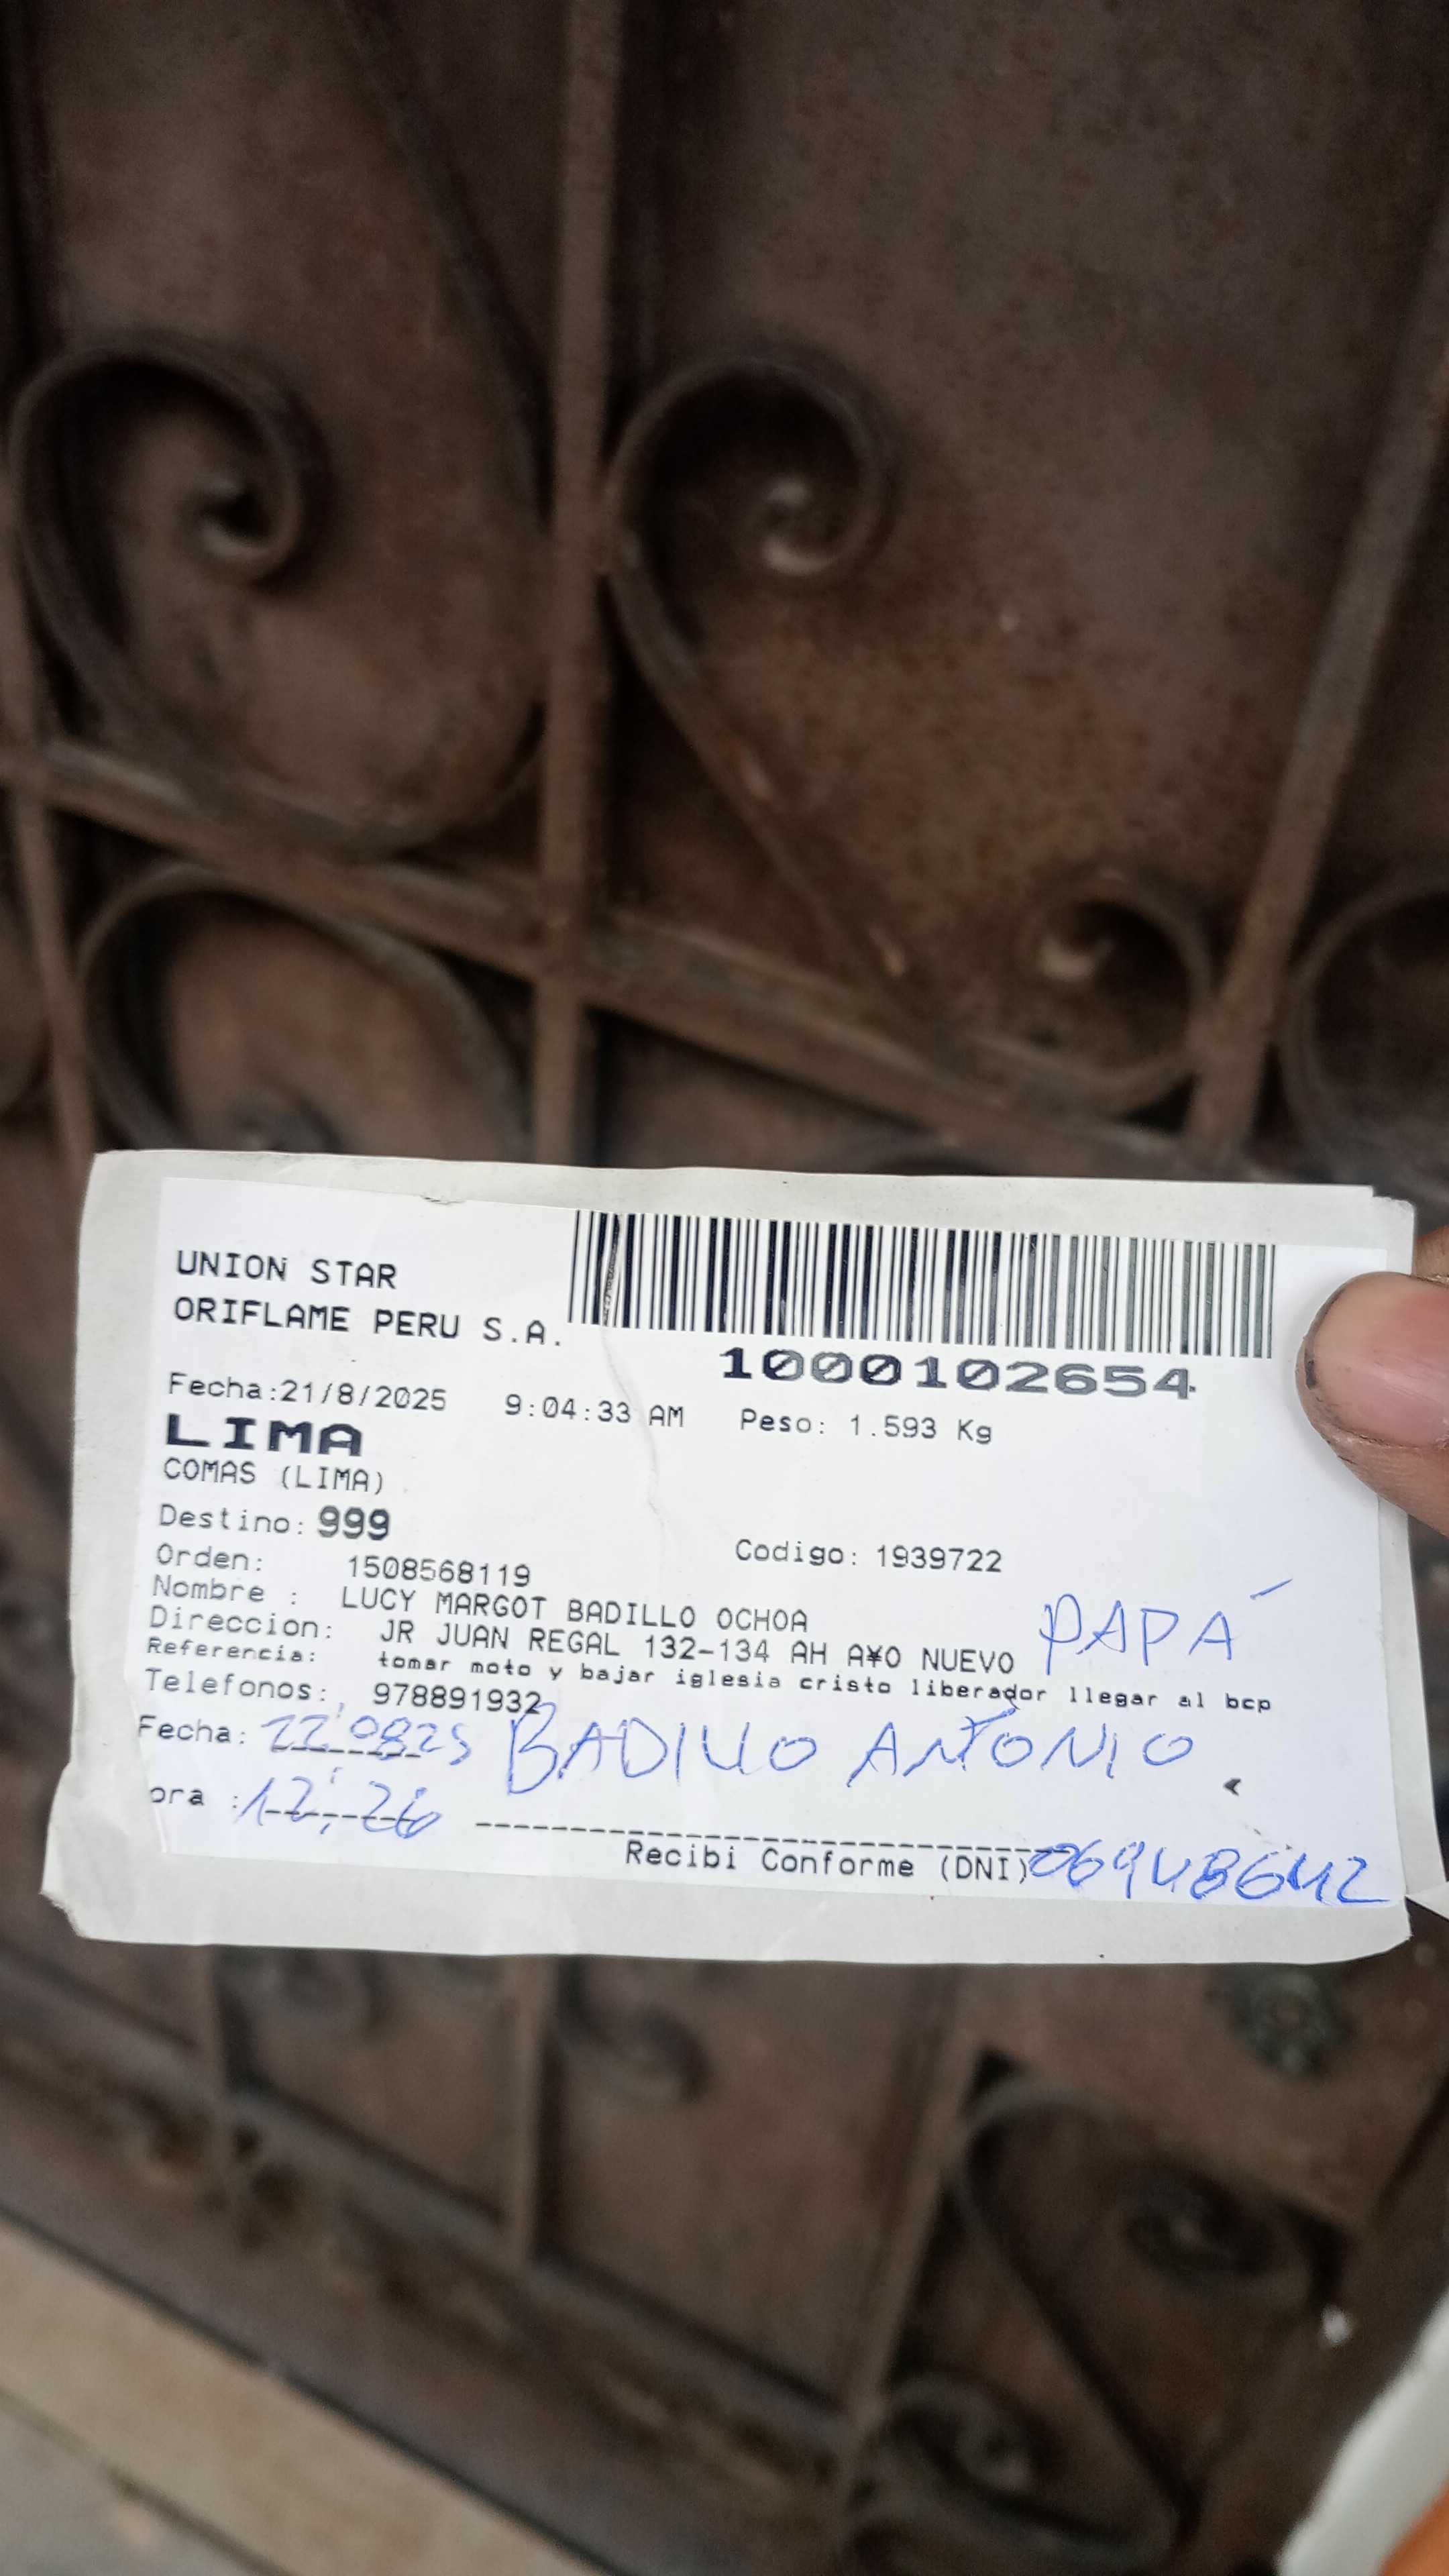 UNION STAR
ORIFLAME PERU S.A.
1000102654
Fecha:21/8/2025 9:04:33 AM Peso: 1.593 Kg
LIMA
COMAS (LIMA)
Destino: 999
Codigo: 1939722
Orden: 1508568119
Nombre : LUCY MARGOT BADILLO OCHOA
Direccion: JR JUAN REGAL 132-134 AH A¥O NUEVO
PAPÁ
Referencia: tomar moto y bajar iglesia cristo liberador llegar al bcp
Telefonos: 978891932
Fecha: 22'0825 BADILLO ANTONIO
ora : 12:26
Recibi Conforme (DNI) 06948642